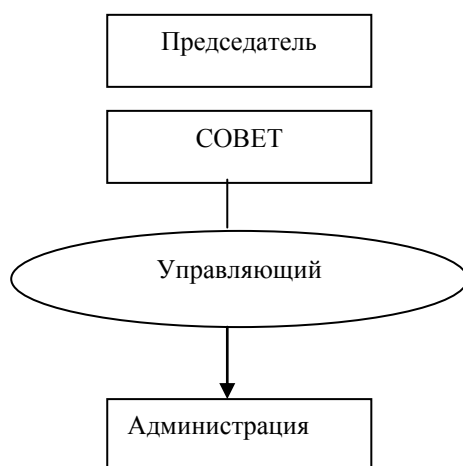 Председатель
СОВЕТ
Управляющий
Администрация